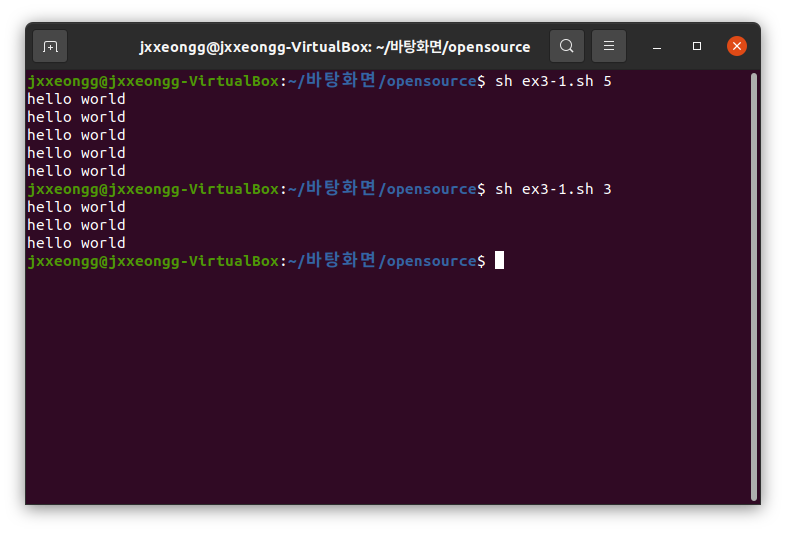 jxxeongg@jxxeongg-VirtualBox: ~/바탕화면/opensource
jxxeongg@jxxeongg-VirtualBox:~/바탕화면/opensource$ sh ex3-1.sh 5
hello world
hello world
hello world
hello world
hello world
jxxeongg@jxxeongg-VirtualBox:~/바탕화면/opensource$ sh ex3-1.sh 3
hello world
hello world
hello world
jxxeongg@jxxeongg-VirtualBox:~/바탕화면/opensource$